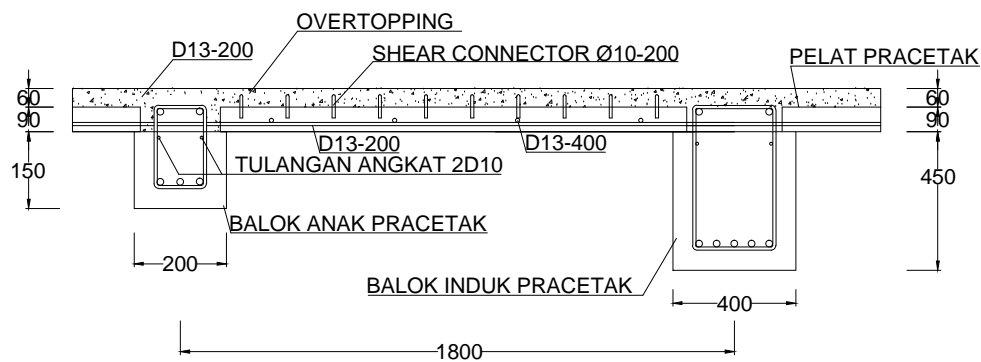 OVERTOPPING
D13-200
SHEAR CONNECTOR Ø10-200
PELAT PRACETAK
60
90
150
60
90
450
D13-200
D13-400
TULANGAN ANGKAT 2D10
BALOK ANAK PRACETAK
200
BALOK INDUK PRACETAK
400
1800